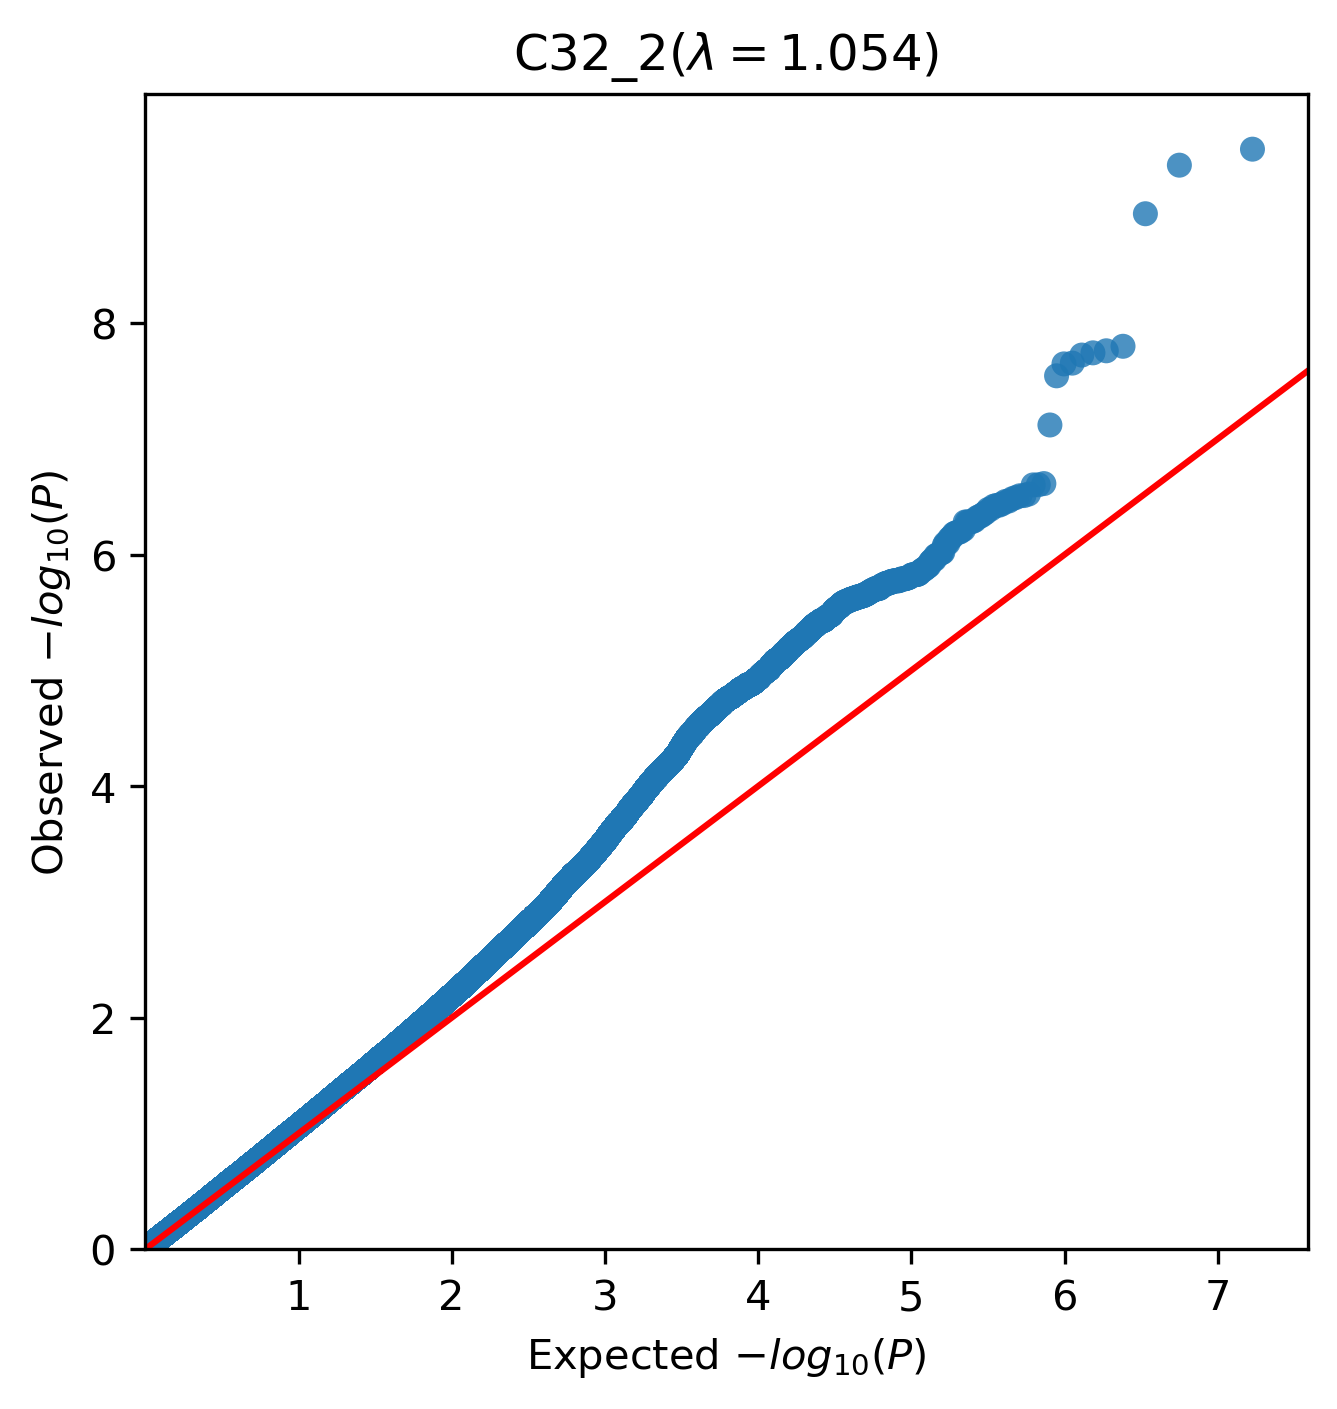 C32_2(λ = 1.054)
Observed −log₁₀(P)
8
6
4
2
0
1 2 3 4 5 6 7
Expected −log₁₀(P)